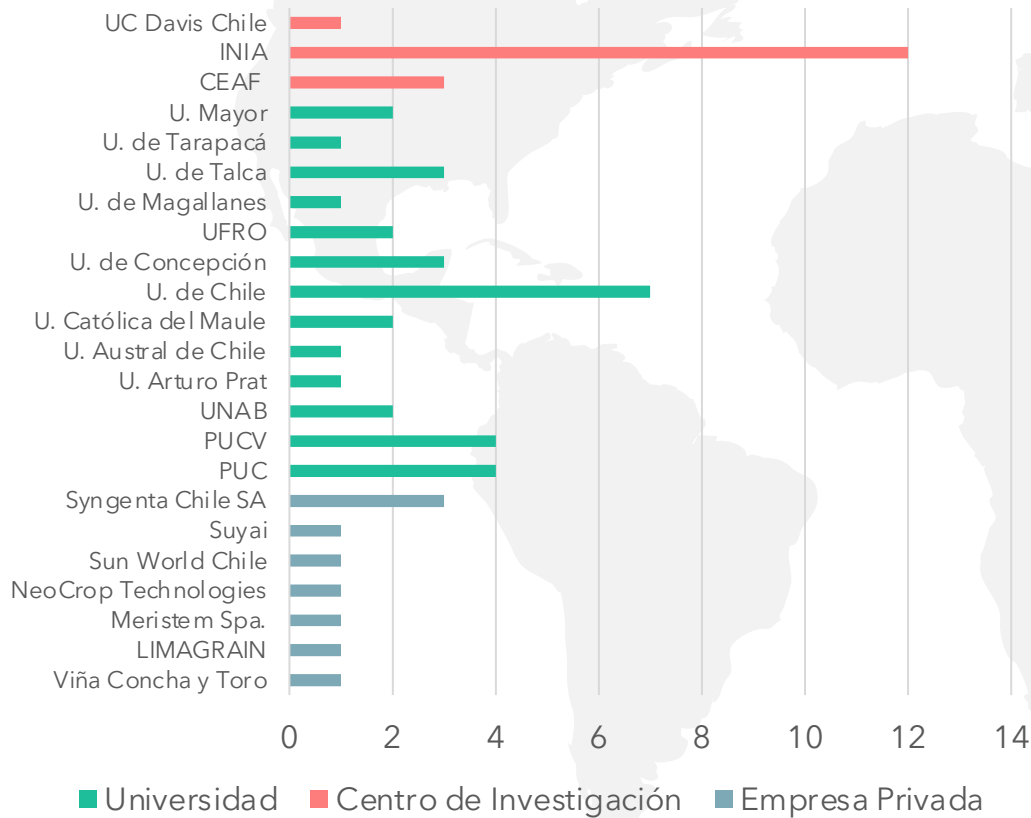 UC Davis Chile
INIA
CEAF
U. Mayor
U. de Tarapacá
U. de Talca
U. de Magallanes
UFRO
U. de Concepción
U. de Chile
U. Católica del Maule
U. Austral de Chile
U. Arturo Prat
UNAB
PUCV
PUC
Syngenta Chile SA
Suyai
Sun World Chile
NeoCrop Technologies
Meristem Spa.
LIMAGRAIN
Viña Concha y Toro
0 2 4 6 8 10 12 14
Universidad Centro de Investigación Empresa Privada